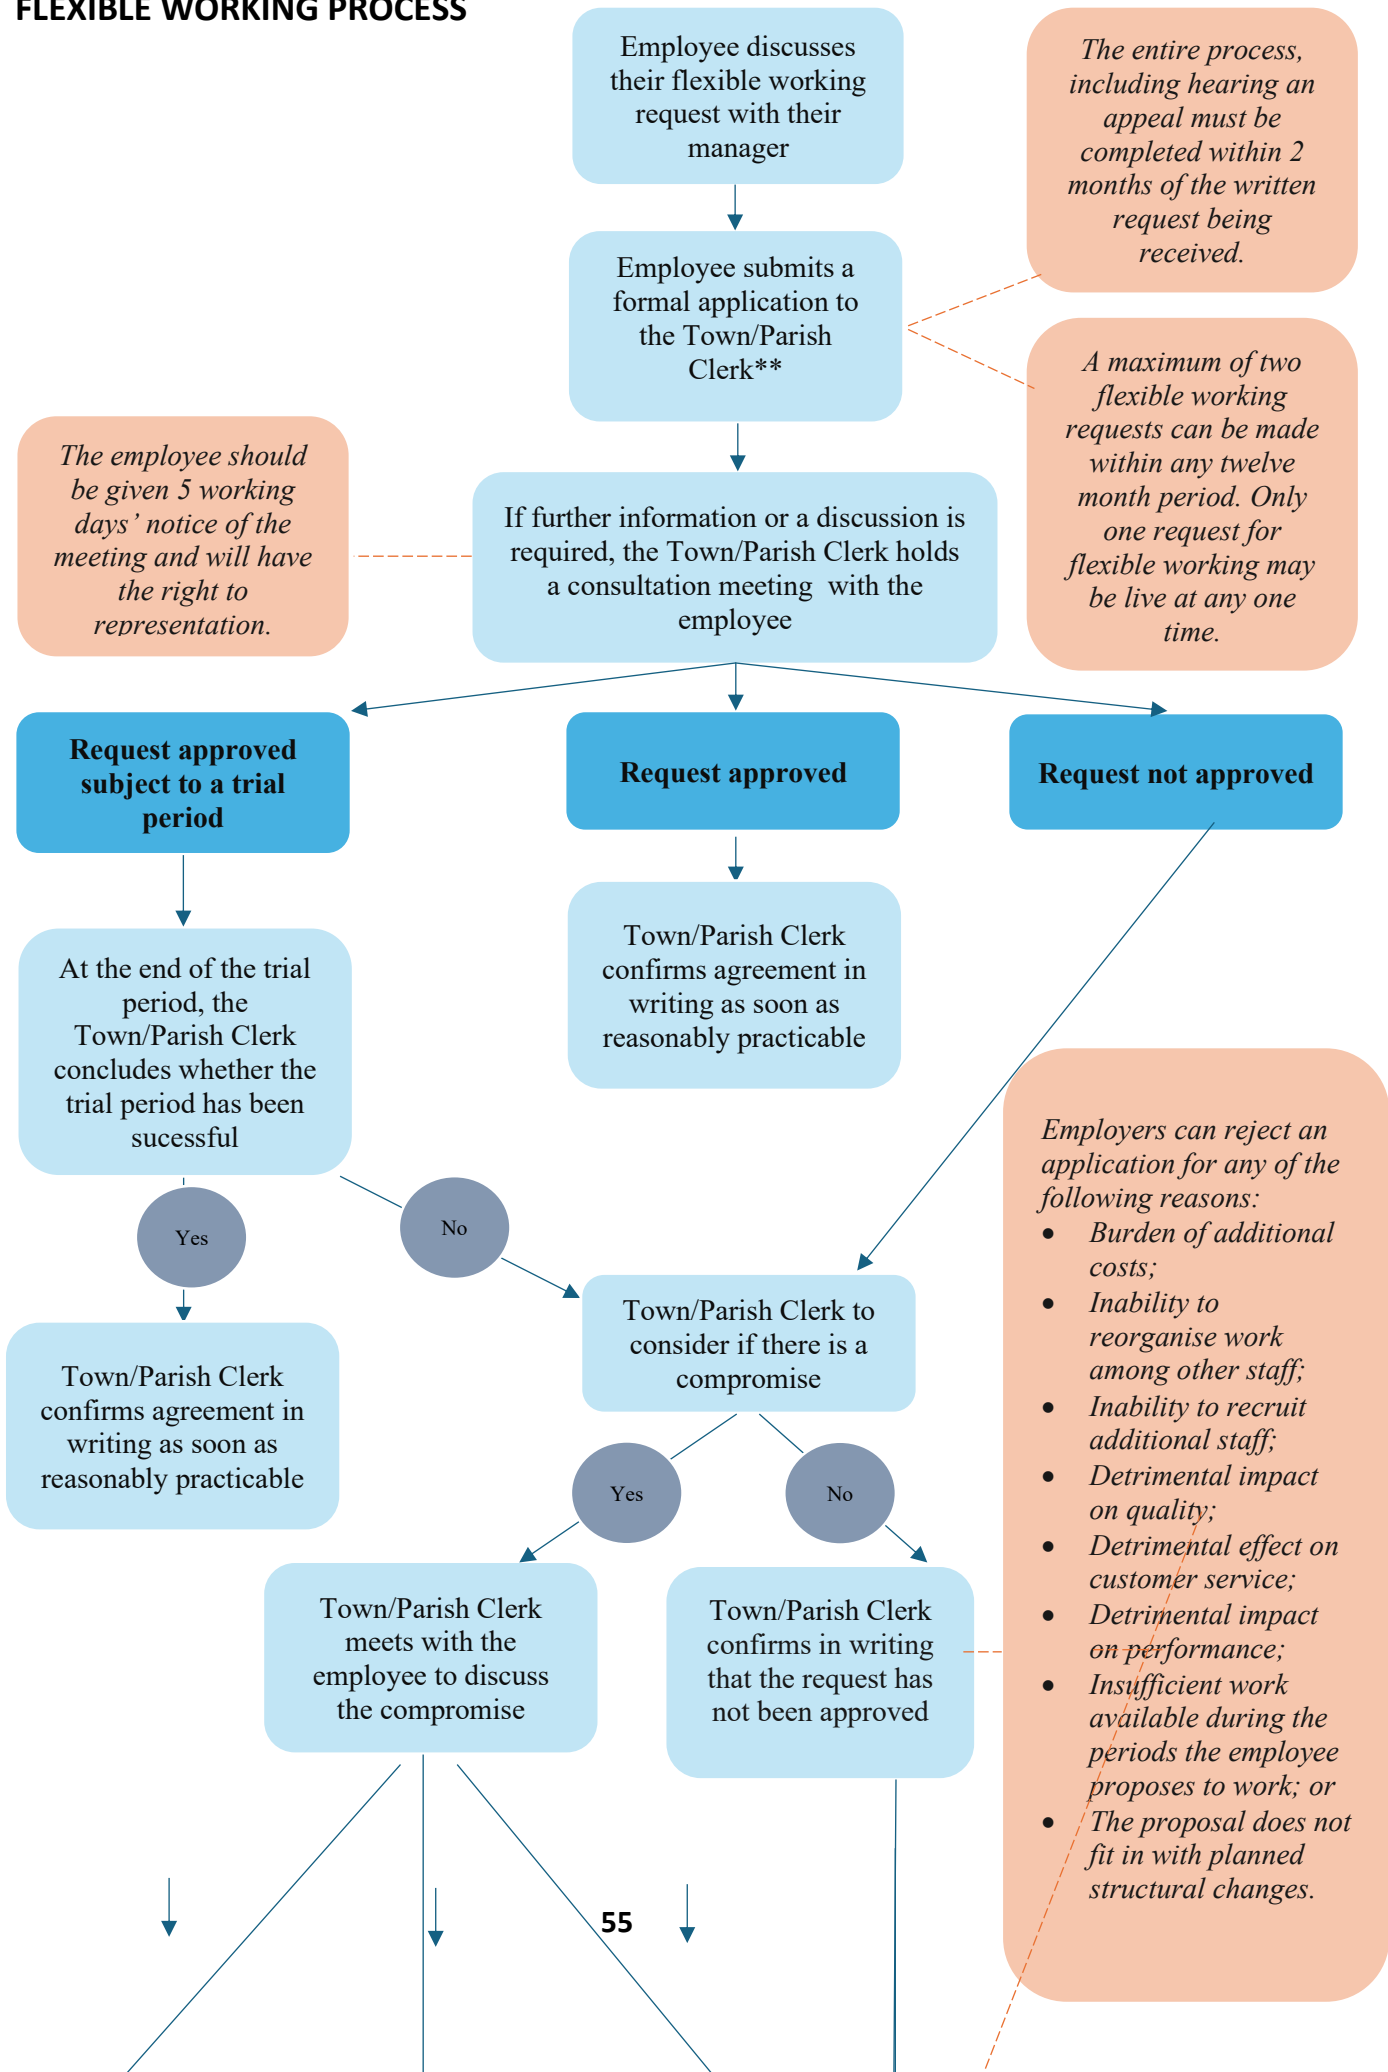 FLEXIBLE WORKING PROCESS
Employee discusses
their flexible working
request with their
manager
The entire process,
including hearing an
appeal must be
completed within 2
months of the written
request being
received.
Employee submits a
formal application to
the Town/Parish
Clerk**
A maximum of two
flexible working
requests can be made
within any twelve
month period. Only
one request for
flexible working may
be live at any one
time.
The employee should
be given 5 working
days’ notice of the
meeting and will have
the right to
representation.
If further information or a discussion is
required, the Town/Parish Clerk holds
a consultation meeting with the
employee
Request approved
subject to a trial
period
Request approved
Request not approved
At the end of the trial
period, the
Town/Parish Clerk
concludes whether the
trial period has been
sucessful
Town/Parish Clerk
confirms agreement in
writing as soon as
reasonably practicable
Yes
No
Town/Parish Clerk
confirms agreement in
writing as soon as
reasonably practicable
Town/Parish Clerk to
consider if there is a
compromise
Yes
No
Town/Parish Clerk
meets with the
employee to discuss
the compromise
Town/Parish Clerk
confirms in writing
that the request has
not been approved
Employers can reject an
application for any of the
following reasons:
• Burden of additional
costs;
• Inability to
reorganise work
among other staff;
• Inability to recruit
additional staff;
• Detrimental impact
on quality;
• Detrimental effect on
customer service;
• Detrimental impact
on performance;
• Insufficient work
available during the
periods the employee
proposes to work; or
• The proposal does not
fit in with planned
structural changes.
55